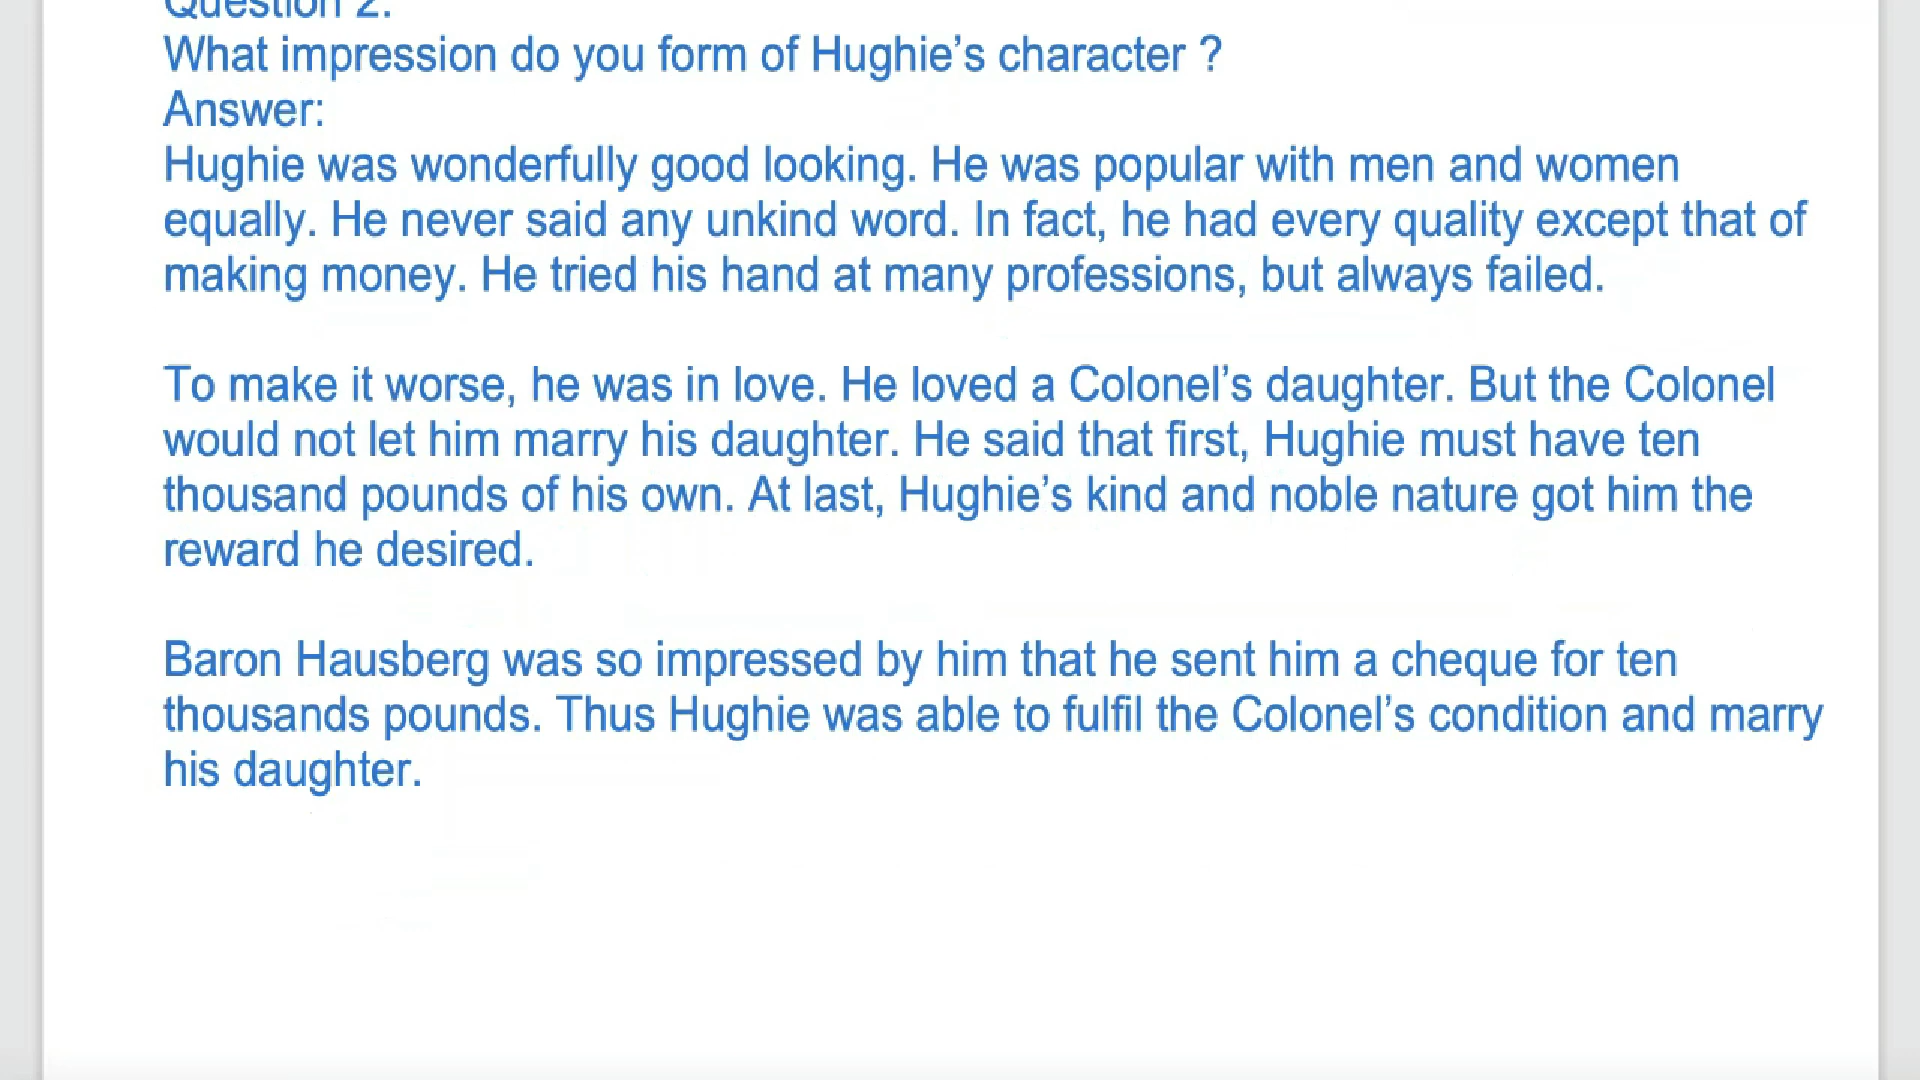 Question 2.
What impression do you form of Hughie’s character ?
Answer:
Hughie was wonderfully good looking. He was popular with men and women
equally. He never said any unkind word. In fact, he had every quality except that of
making money. He tried his hand at many professions, but always failed.
To make it worse, he was in love. He loved a Colonel’s daughter. But the Colonel
would not let him marry his daughter. He said that first, Hughie must have ten
thousand pounds of his own. At last, Hughie’s kind and noble nature got him the
reward he desired.
Baron Hausberg was so impressed by him that he sent him a cheque for ten
thousands pounds. Thus Hughie was able to fulfil the Colonel’s condition and marry
his daughter.